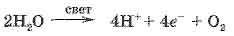 2H₂O —свет→ 4H⁺ + 4e⁻ + O₂